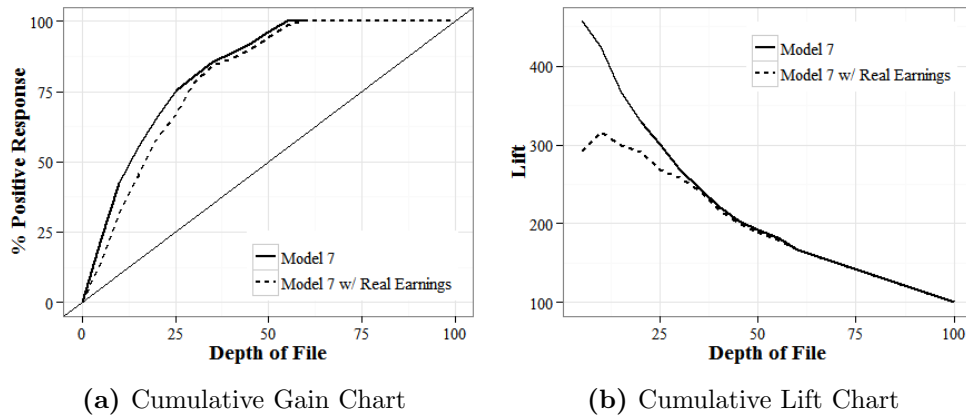 100
75
50
25
0
% Positive Response
Model 7
Model 7 w/ Real Earnings
0
25
50
75
100
Depth of File
(a) Cumulative Gain Chart
400
300
200
100
Lift
Model 7
Model 7 w/ Real Earnings
25
50
75
100
Depth of File
(b) Cumulative Lift Chart